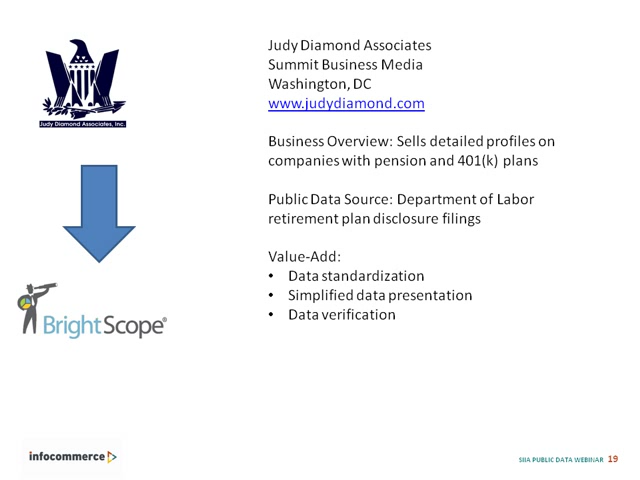 Judy Diamond Associates, Inc.
BrightScope®
Judy Diamond Associates
Summit Business Media
Washington, DC
www.judydiamond.com
Business Overview: Sells detailed profiles on
companies with pension and 401(k) plans
Public Data Source: Department of Labor
retirement plan disclosure filings
Value-Add:
• Data standardization
• Simplified data presentation
• Data verification
infocommerce
SIIA PUBLIC DATA WEBINAR 19